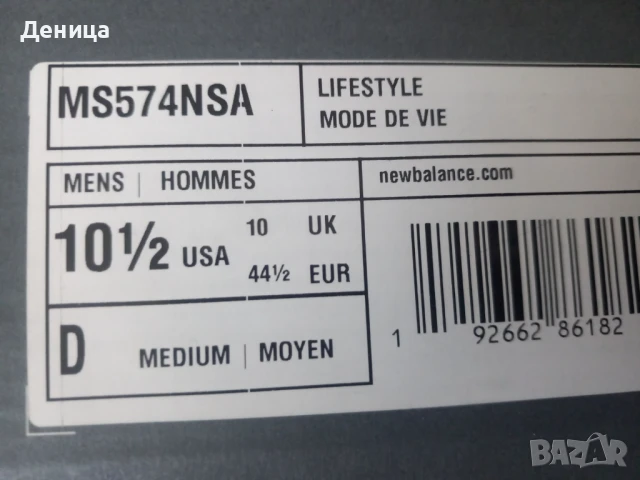 Деница
MS574NSA
LIFESTYLE
MODE DE VIE
MENS | HOMMES
newbalance.com
10½ USA
10 UK
44½ EUR
D MEDIUM | MOYEN
1 92662 86182
BAZAR